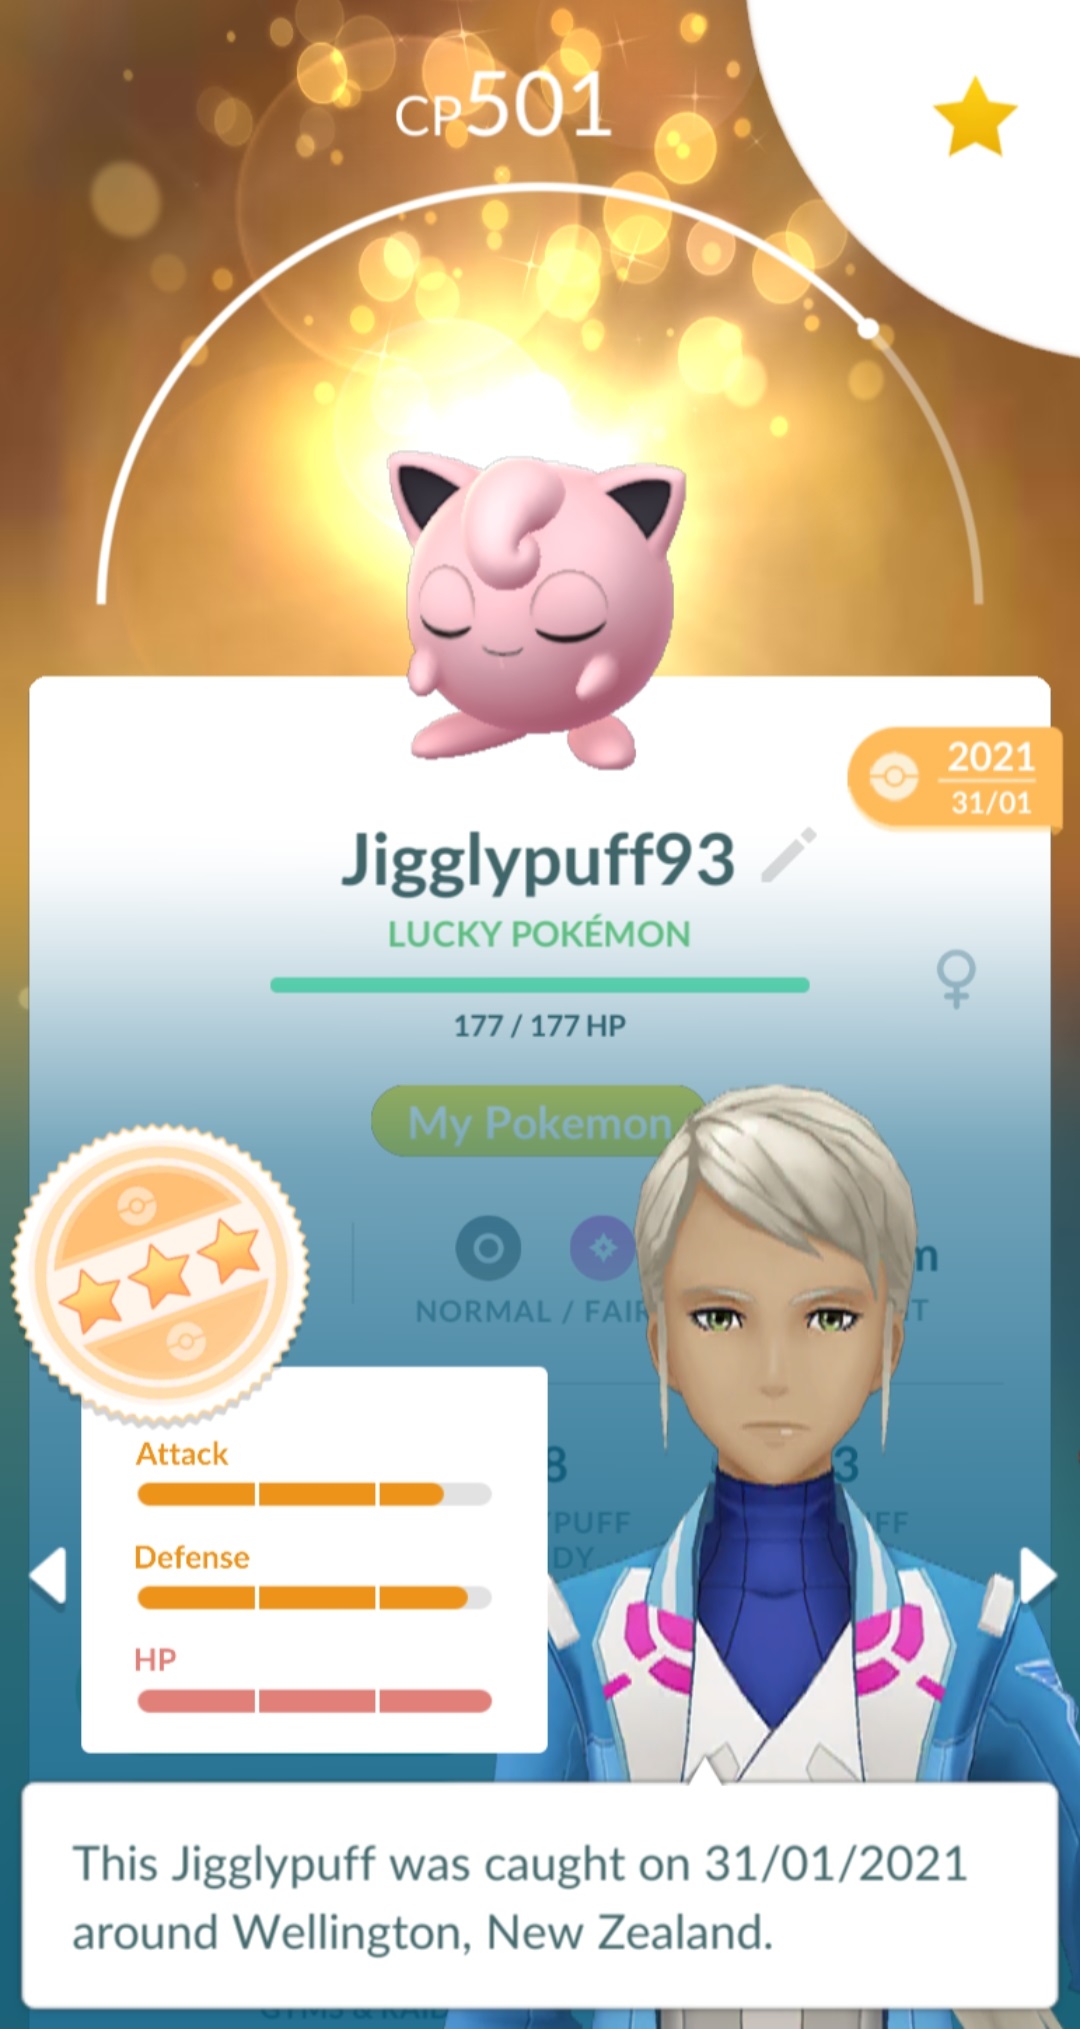 CP501
2021
31/01
Jigglypuff93
LUCKY POKÉMON
177 / 177 HP
My Pokemon
NORMAL /
Attack
Defense
HP
This Jigglypuff was caught on 31/01/2021
around Wellington, New Zealand.